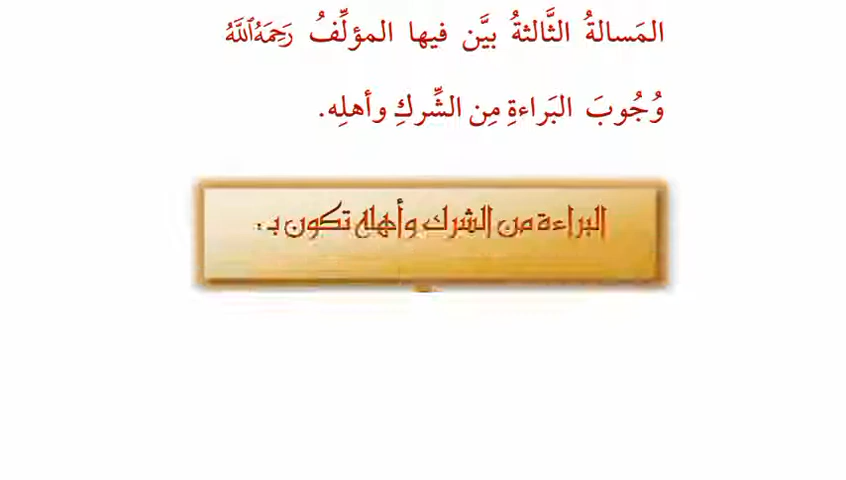 المَسالةُ الثَّالثةُ بيَّن فيها المؤلِّفُ رَحِمَهُ ٱللَّهُ
وُجُوبَ البَراءةِ مِن الشِّركِ وأهلِه.
البراءة من الشرك وأهله تكون بـ :